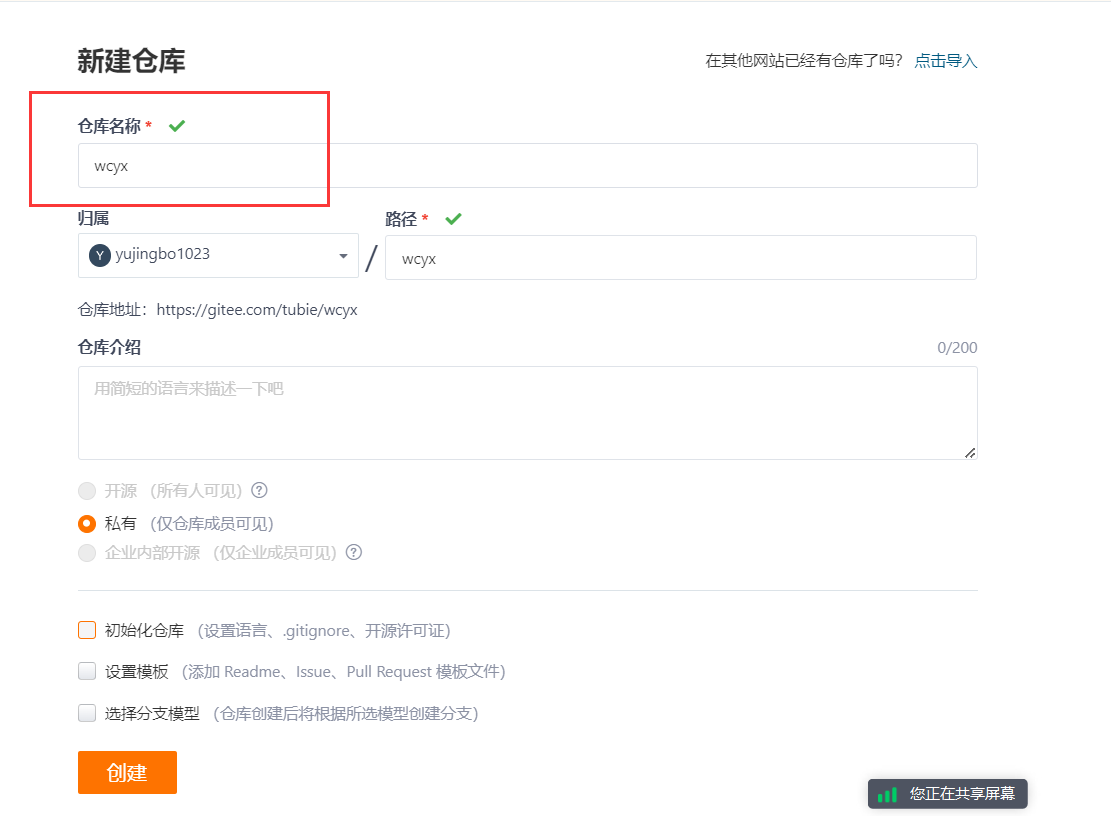 新建仓库
在其他网站已经有仓库了吗? 点击导入
仓库名称 *
wcyx
归属
路径 *
Y yujingbo1023
/
wcyx
仓库地址：https://gitee.com/tubie/wcyx
仓库介绍
0/200
用简短的语言来描述一下吧
开源 （所有人可见） ?
私有 （仅仓库成员可见）
企业内部开源 （仅企业成员可见） ?
初始化仓库 （设置语言、.gitignore、开源许可证）
设置模板 （添加 Readme、Issue、Pull Request 模板文件）
选择分支模型 （仓库创建后将根据所选模型创建分支）
创建
您正在共享屏幕